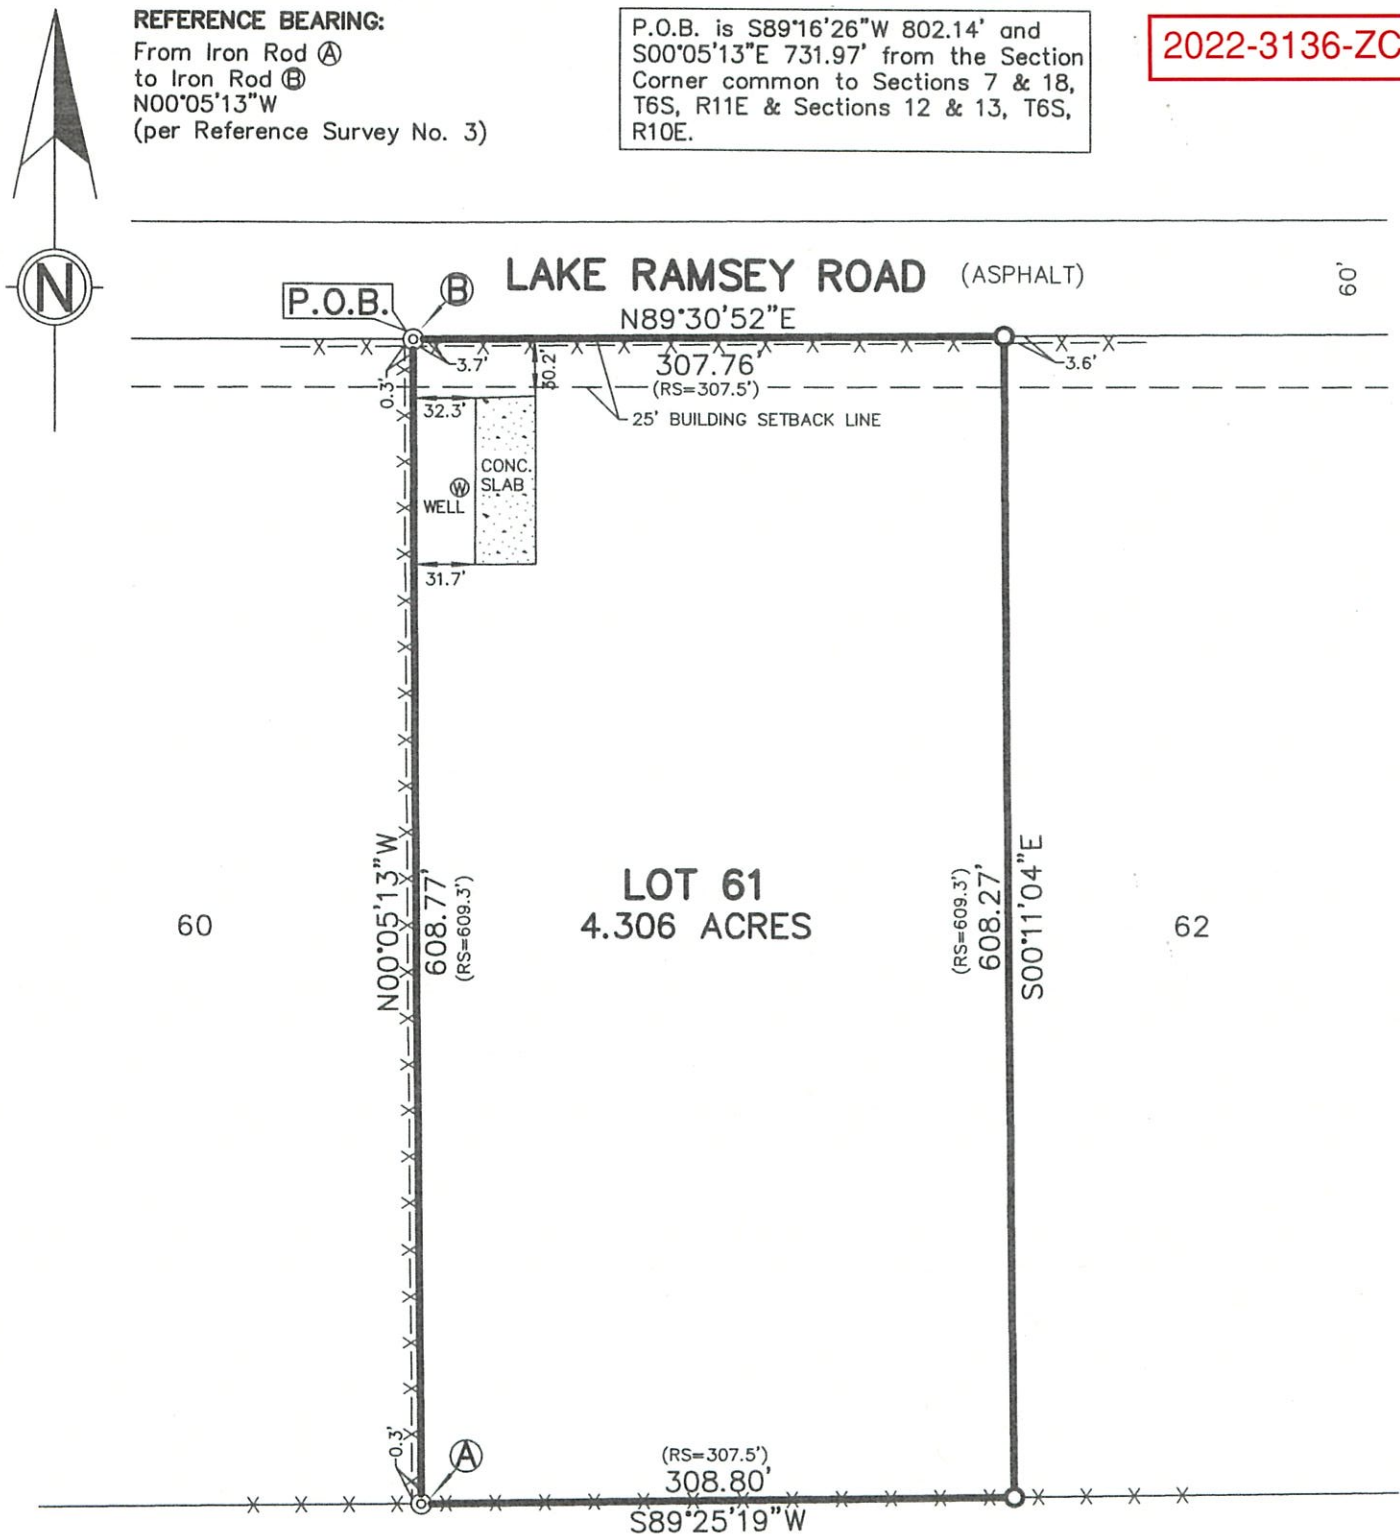 REFERENCE BEARING:
From Iron Rod Ⓐ
to Iron Rod Ⓑ
N00°05'13"W
(per Reference Survey No. 3)
P.O.B. is S89°16'26"W 802.14' and
S00°05'13"E 731.97' from the Section
Corner common to Sections 7 & 18,
T6S, R11E & Sections 12 & 13, T6S,
R10E.
2022-3136-ZC
N
LAKE RAMSEY ROAD (ASPHALT)
60'
P.O.B.
B
N89°30'52"E
307.76'
(RS=307.5')
3.7'
3.6'
0.3'
30.2'
25' BUILDING SETBACK LINE
32.3'
CONC.
SLAB
W
WELL
31.7'
N00°05'13"W
608.77'
(RS=609.3')
LOT 61
4.306 ACRES
(RS=609.3')
608.27'
S00°11'04"E
60
62
0.3'
A
(RS=307.5')
308.80'
S89°25'19"W